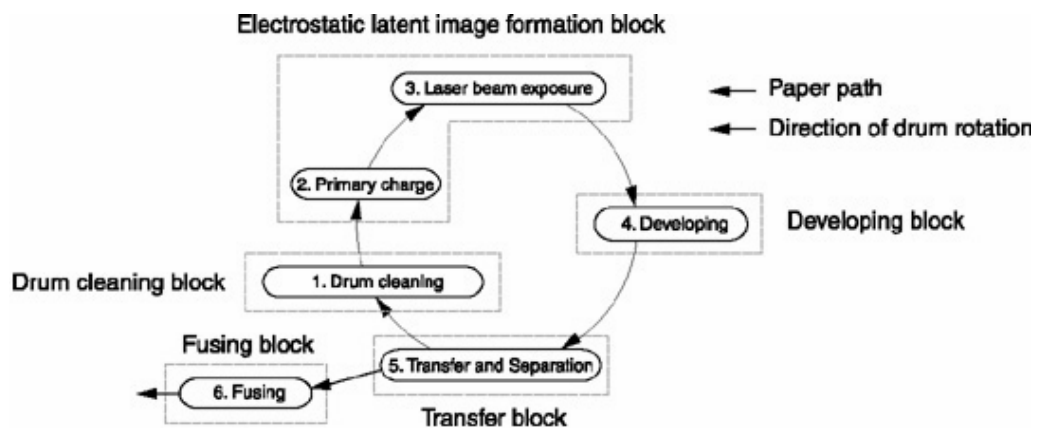 Electrostatic latent image formation block
3. Laser beam exposure
Paper path
Direction of drum rotation
2. Primary charge
4. Developing
Developing block
Drum cleaning block
1. Drum cleaning
Fusing block
5. Transfer and Separation
6. Fusing
Transfer block